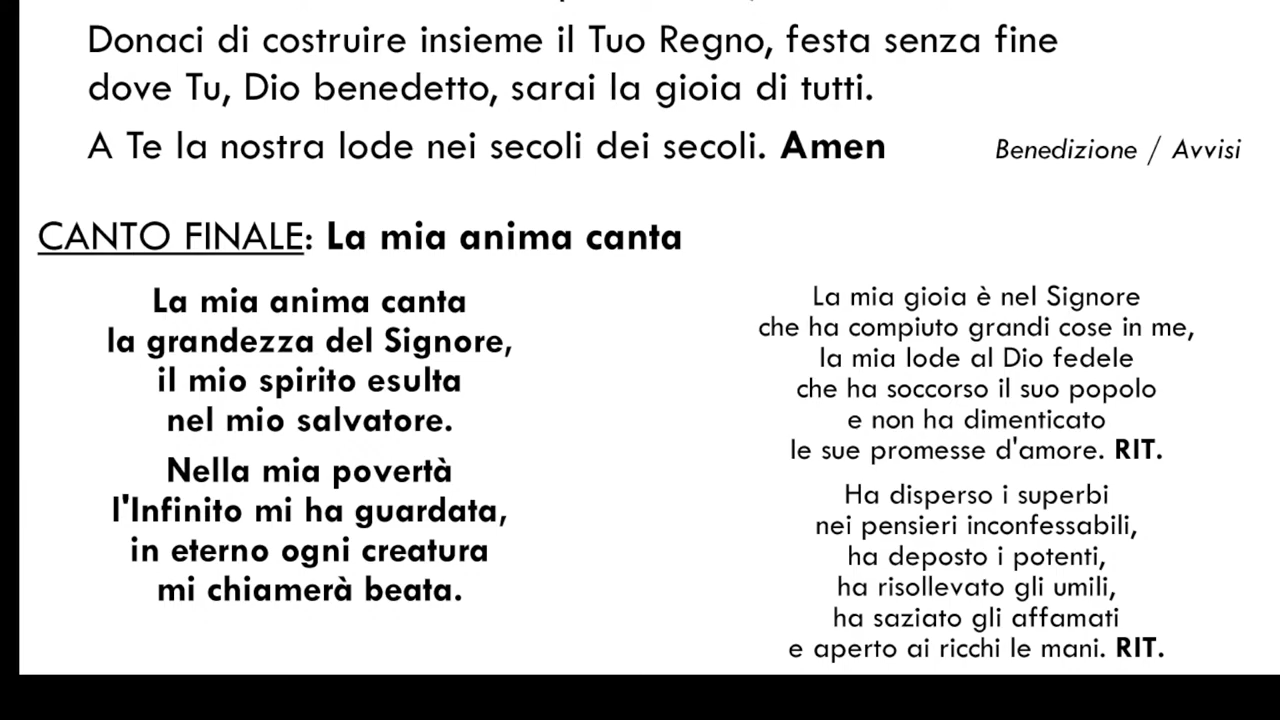 Donaci di costruire insieme il Tuo Regno, festa senza fine
dove Tu, Dio benedetto, sarai la gioia di tutti.
A Te la nostra lode nei secoli dei secoli. Amen
Benedizione / Avvisi
CANTO FINALE: La mia anima canta
La mia anima canta
la grandezza del Signore,
il mio spirito esulta
nel mio salvatore.
Nella mia povertà
l'Infinito mi ha guardata,
in eterno ogni creatura
mi chiamerà beata.
La mia gioia è nel Signore
che ha compiuto grandi cose in me,
la mia lode al Dio fedele
che ha soccorso il suo popolo
e non ha dimenticato
le sue promesse d'amore. RIT.
Ha disperso i superbi
nei pensieri inconfessabili,
ha deposto i potenti,
ha risollevato gli umili,
ha saziato gli affamati
e aperto ai ricchi le mani. RIT.